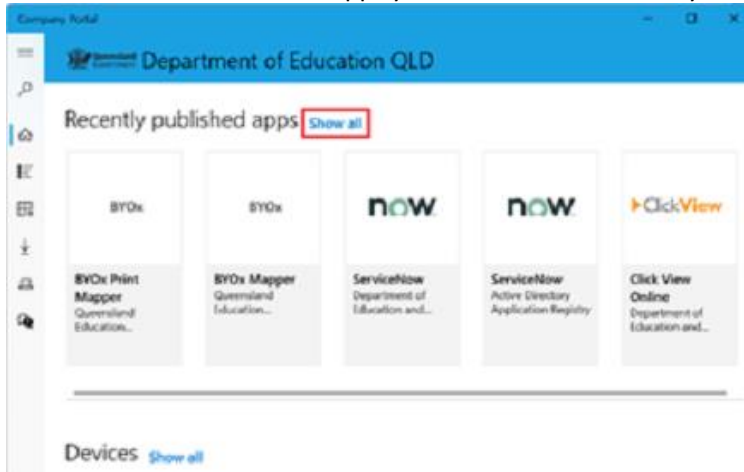 Company Portal
Queensland Government Department of Education QLD
Recently published apps Show all
BYOx
BYOx
now
now
ClickView
BYOx Print Mapper
Queensland Education...
BYOx Mapper
Queensland Education...
ServiceNow
Department of Education and...
ServiceNow
Active Directory Application Registry
Click View Online
Department of Education and...
Devices Show all